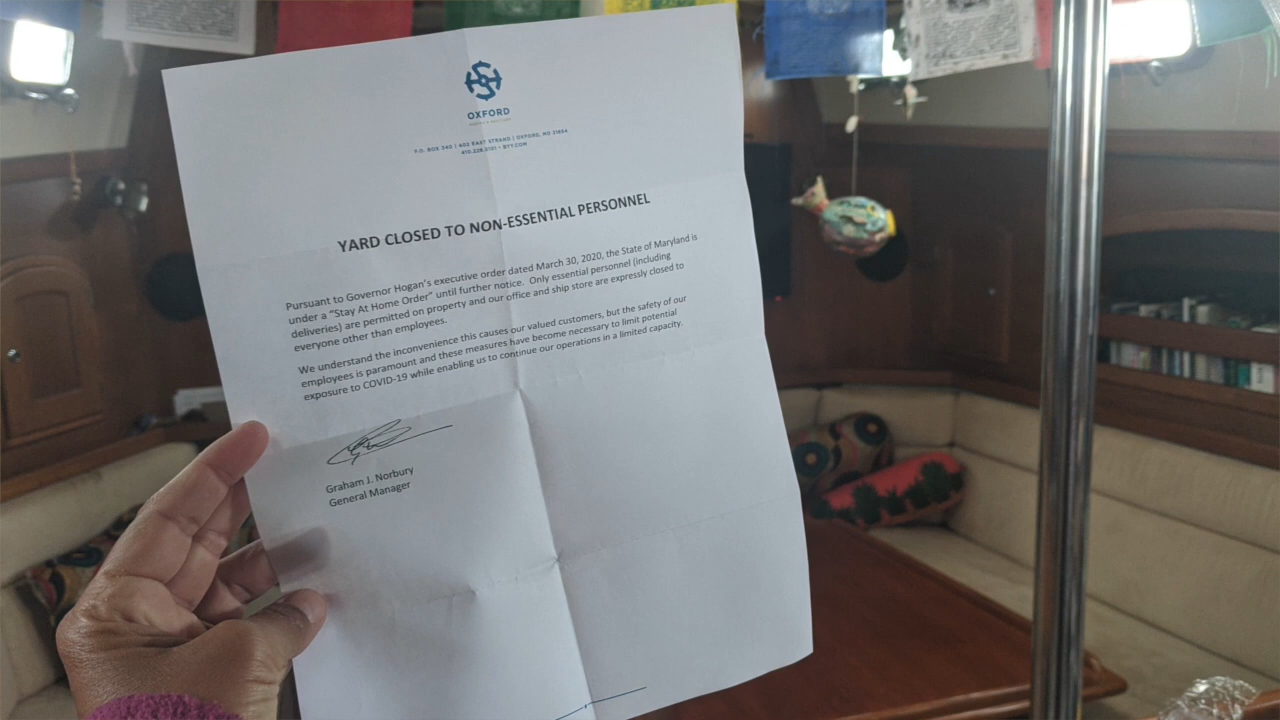 OXFORD
P.O. BOX 340 | 402 EAST STRAND | OXFORD, MD 21654
YARD CLOSED TO NON-ESSENTIAL PERSONNEL
Pursuant to Governor Hogan's executive order dated March 30, 2020, the State of Maryland is
under a "Stay At Home Order" until further notice.  Only essential personnel (including
deliveries) are permitted on property and our office and ship store are expressly closed to
everyone other than employees.
We understand the inconvenience this causes our valued customers, but the safety of our
employees is paramount and these measures have become necessary to limit potential
exposure to COVID-19 while enabling us to continue our operations in a limited capacity.
Graham J. Norbury
General Manager